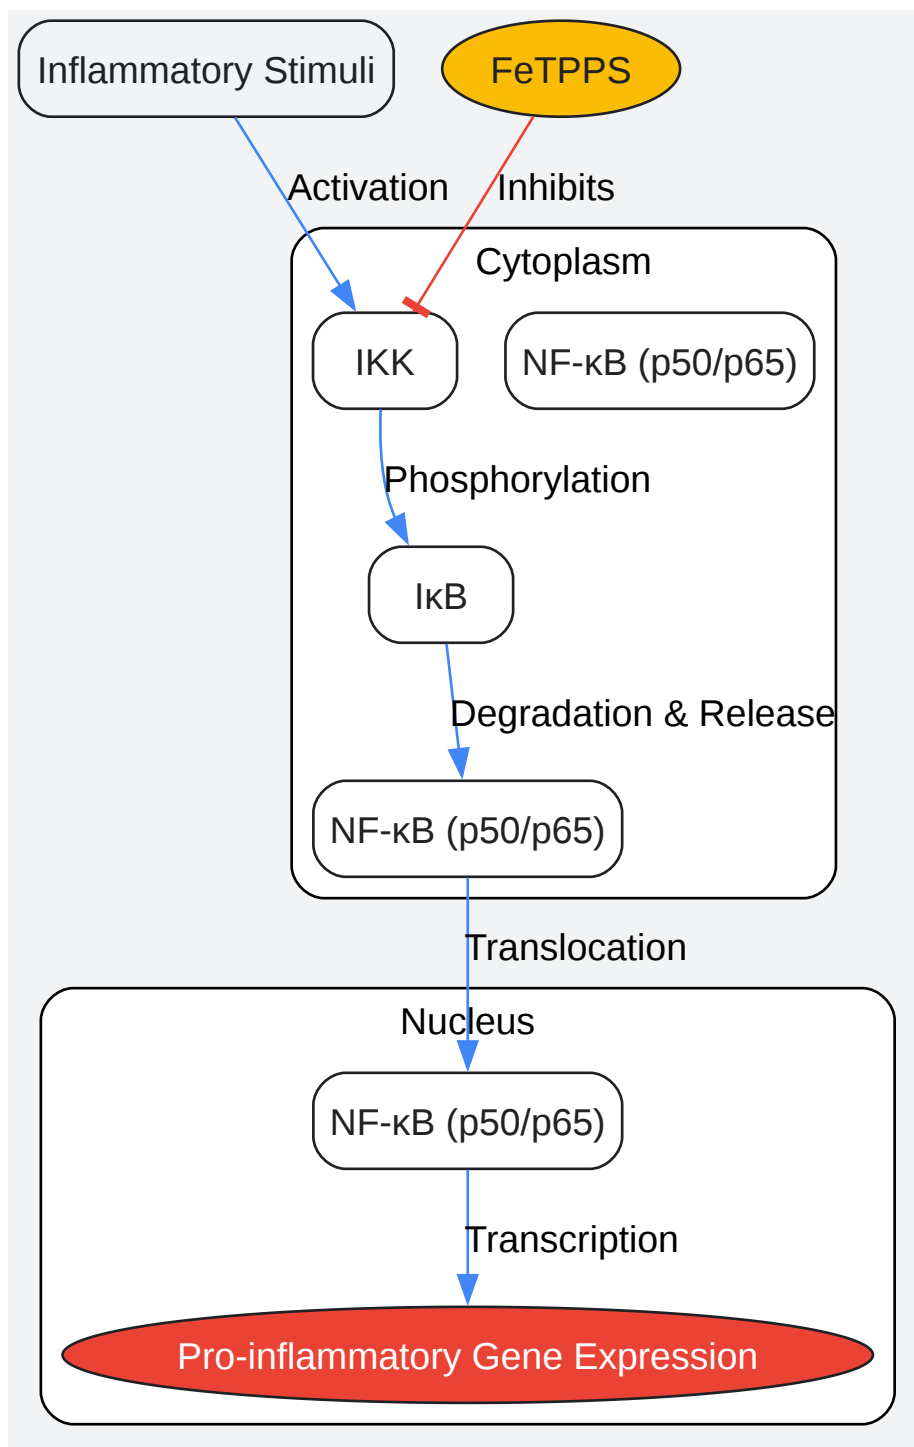 Inflammatory Stimuli
FeTPPS
Activation
Inhibits
Cytoplasm
IKK
NF-κB (p50/p65)
Phosphorylation
IκB
Degradation & Release
NF-κB (p50/p65)
Translocation
Nucleus
NF-κB (p50/p65)
Transcription
Pro-inflammatory Gene Expression